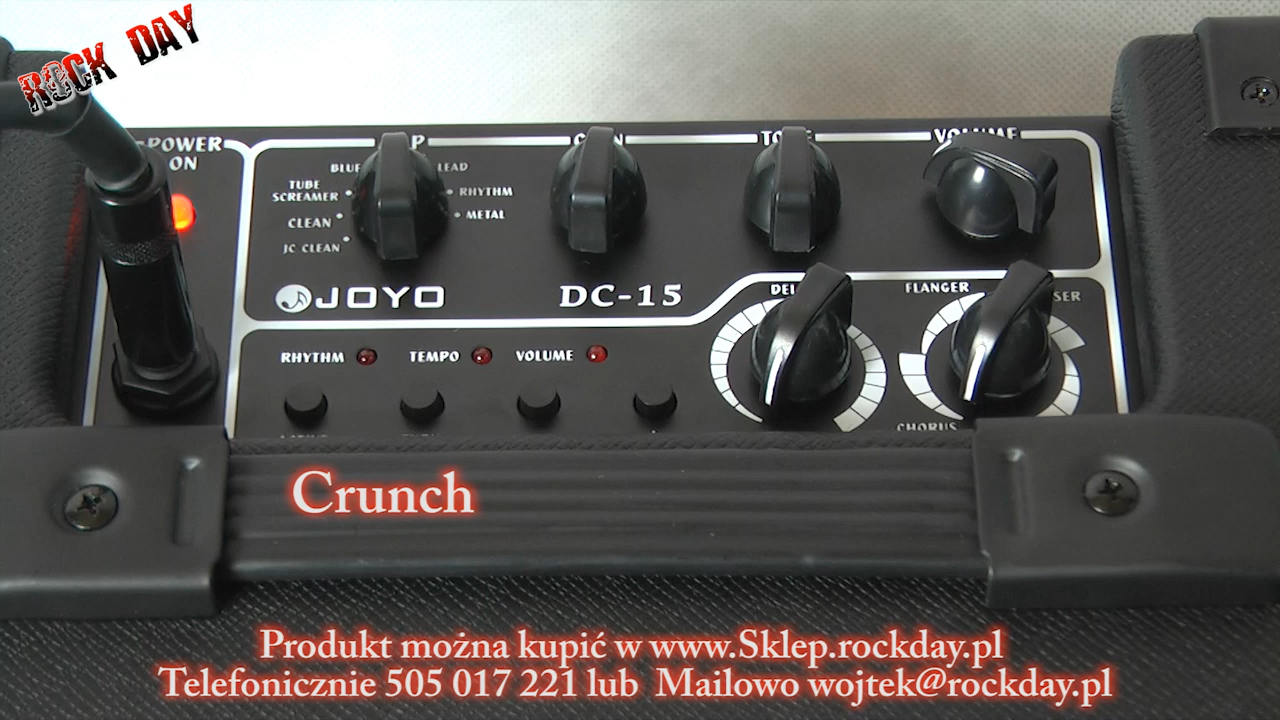 ROCK DAY
POWER
ON
VOLUME
LEAD
TUBE
SCREAMER
RHYTHM
CLEAN
METAL
JC CLEAN
JOYO
DC-15
FLANGER
RHYTHM
TEMPO
VOLUME
CHORUS
Crunch
Produkt można kupić w www.Sklep.rockday.pl
Telefonicznie 505 017 221 lub Mailowo wojtek@rockday.pl